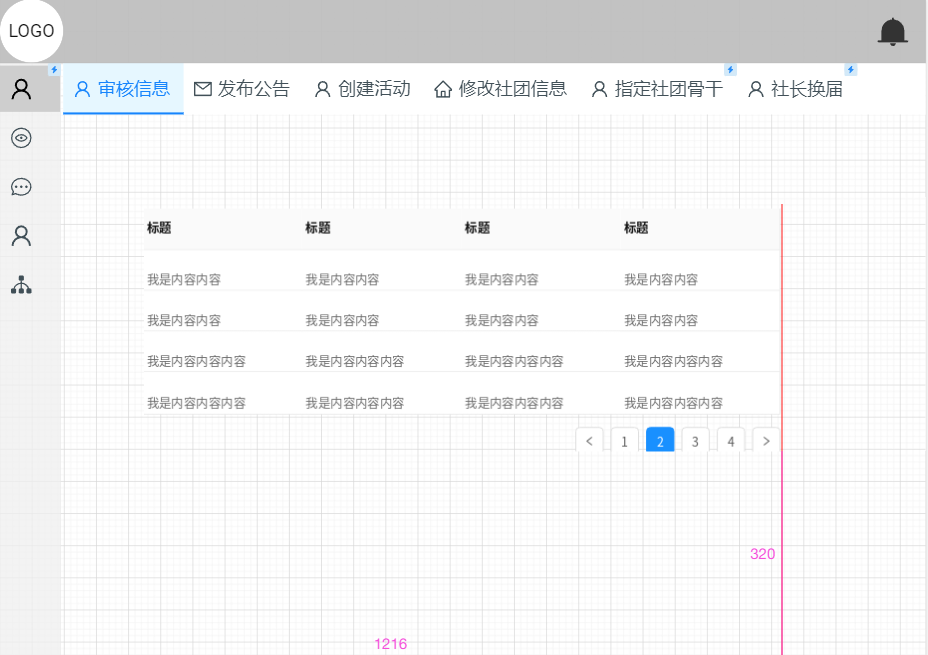 LOGO
审核信息 发布公告 创建活动 修改社团信息 指定社团骨干 社长换届
标题 标题 标题 标题
我是内容内容 我是内容内容 我是内容内容 我是内容内容
我是内容内容 我是内容内容 我是内容内容 我是内容内容
我是内容内容内容 我是内容内容内容 我是内容内容内容 我是内容内容内容
我是内容内容内容 我是内容内容内容 我是内容内容内容 我是内容内容内容
< 1 2 3 4 >
320
1216